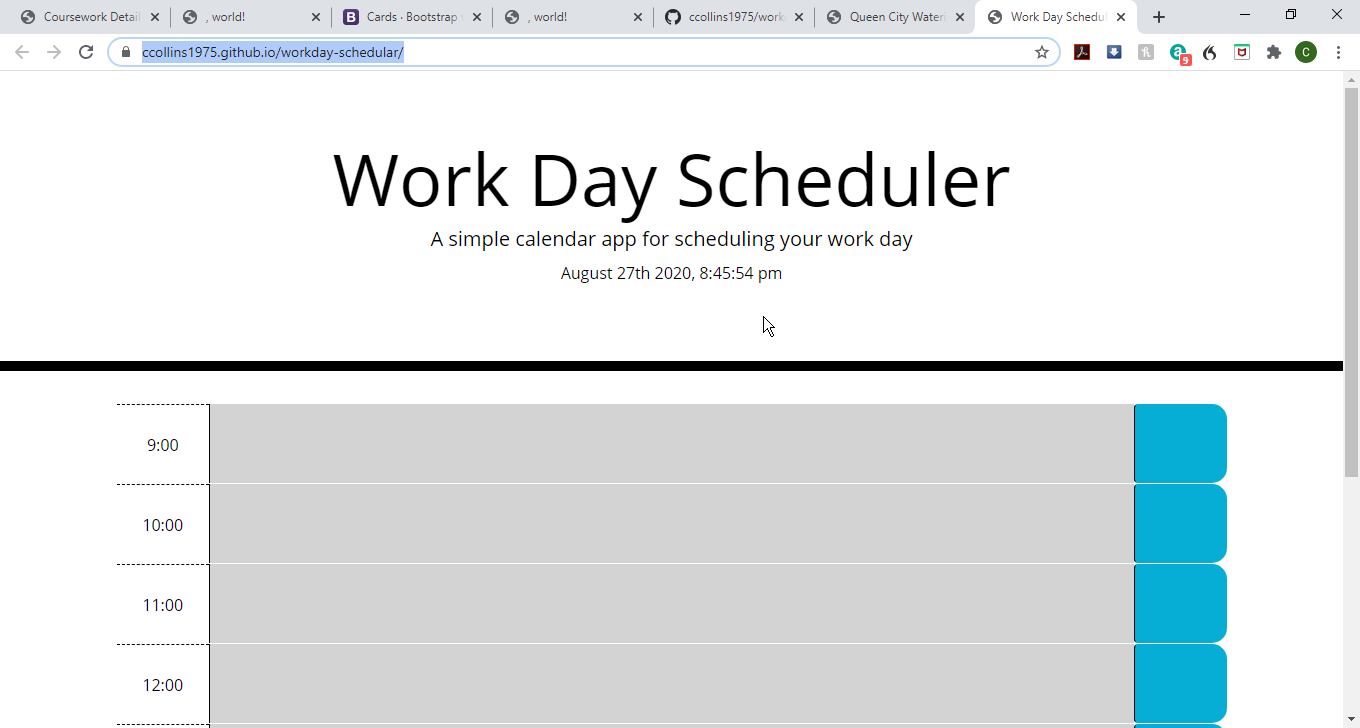 Coursework Detail
, world!
Cards · Bootstrap
, world!
ccollins1975/work
Queen City Wateri
Work Day Schedul
ccollins1975.github.io/workday-schedular/
9
C
Work Day Scheduler
A simple calendar app for scheduling your work day
August 27th 2020, 8:45:54 pm
9:00
10:00
11:00
12:00